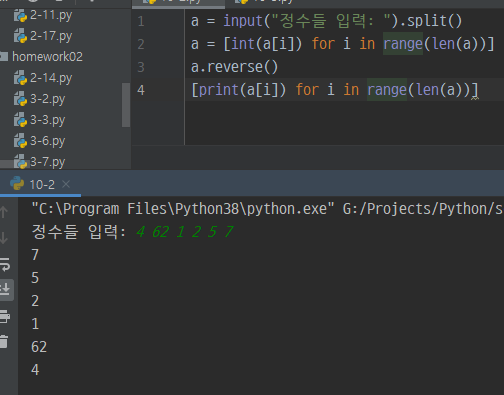 2-11.py
2-17.py
homework02
2-14.py
3-2.py
3-3.py
3-6.py
3-7.py
1 a = input("정수들 입력: ").split()
2 a = [int(a[i]) for i in range(len(a))]
3 a.reverse()
4 [print(a[i]) for i in range(len(a))]
10-2 ×
"C:\Program Files\Python38\python.exe" G:/Projects/Python/s
정수들 입력: 4 62 1 2 5 7
7
5
2
1
62
4